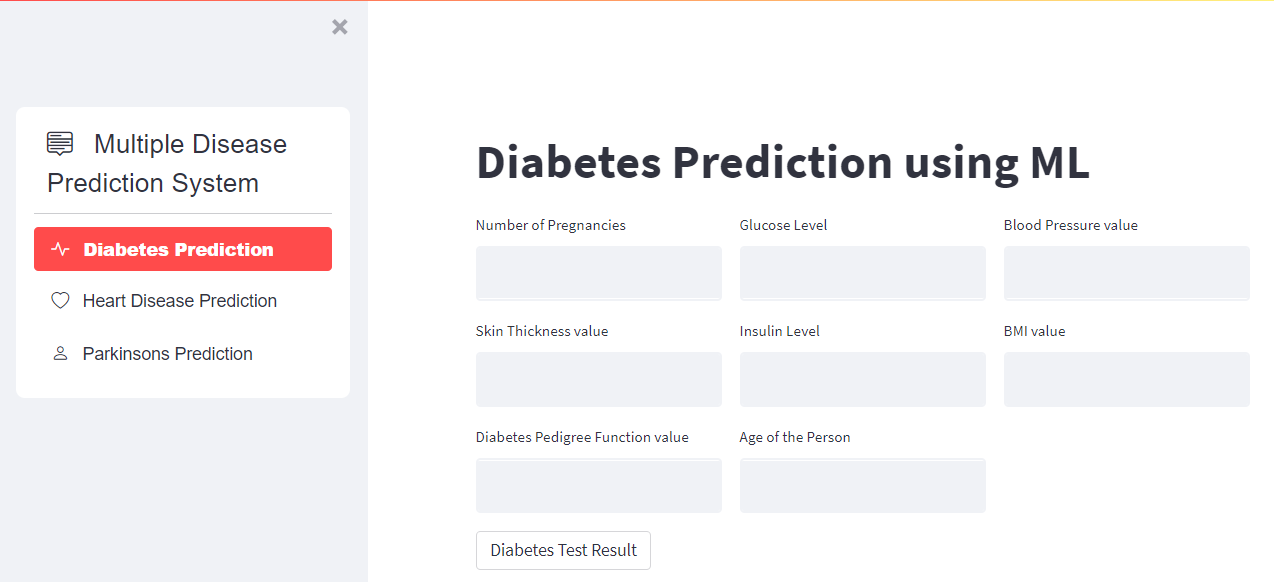 Multiple Disease
Prediction System
Diabetes Prediction
Heart Disease Prediction
Parkinsons Prediction
Diabetes Prediction using ML
Number of Pregnancies
Glucose Level
Blood Pressure value
Skin Thickness value
Insulin Level
BMI value
Diabetes Pedigree Function value
Age of the Person
Diabetes Test Result